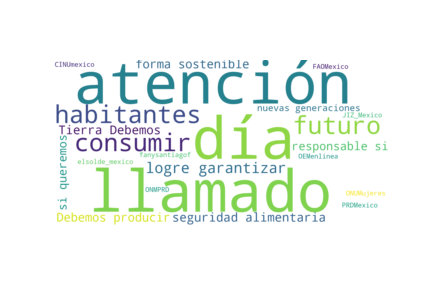 CINUmexico
forma sostenible
FAOMexico
atención
nuevas generaciones
habitantes
JIZ_Mexico
futuro
Tierra Debemos
día
consumir
responsable si
fanysantiagof
OEMenlinea
elsolde_mexico
logre garantizar
si queremos
llamado
ONMPRD
ONUMujeres
PRDMexico
Debemos producir
seguridad alimentaria